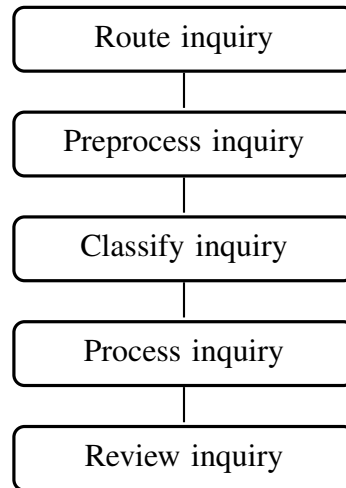 Route inquiry
Preprocess inquiry
Classify inquiry
Process inquiry
Review inquiry